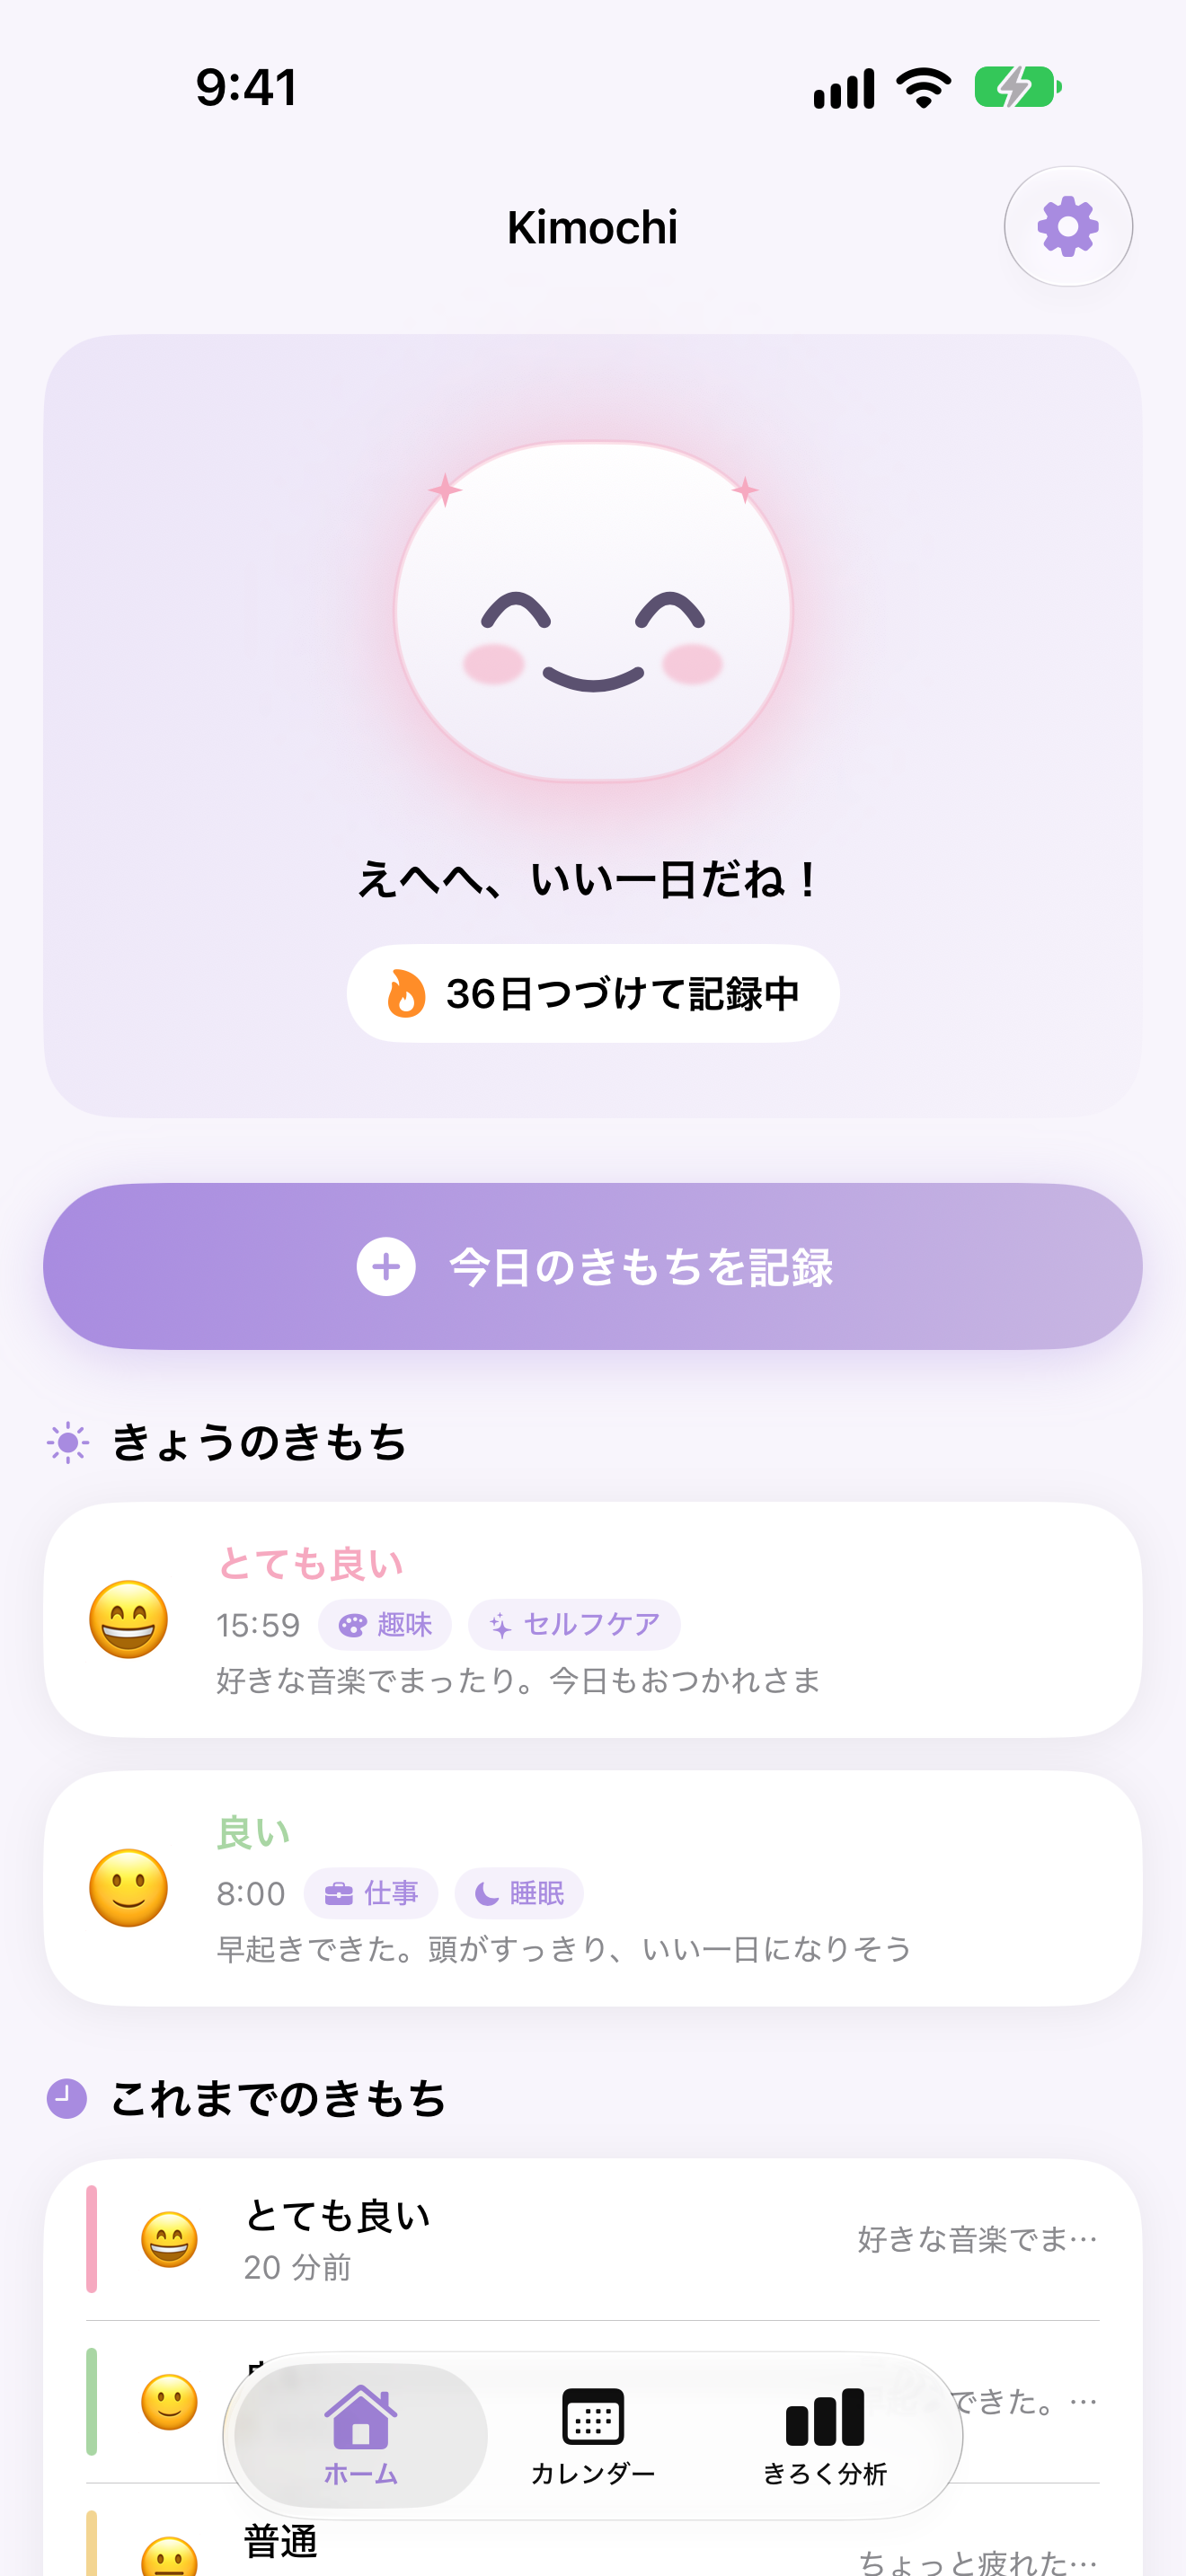 9:41
Kimochi
えへへ、いい一日だね！
36日つづけて記録中
今日のきもちを記録
きょうのきもち
とても良い
15:59 趣味 セルフケア
好きな音楽でまったり。今日もおつかれさま
良い
8:00 仕事 睡眠
早起きできた。頭がすっきり、いい一日になりそう
これまでのきもち
とても良い
20 分前
好きな音楽でま…
できた。…
ホーム
カレンダー
きろく分析
普通
ちょっと疲れた…